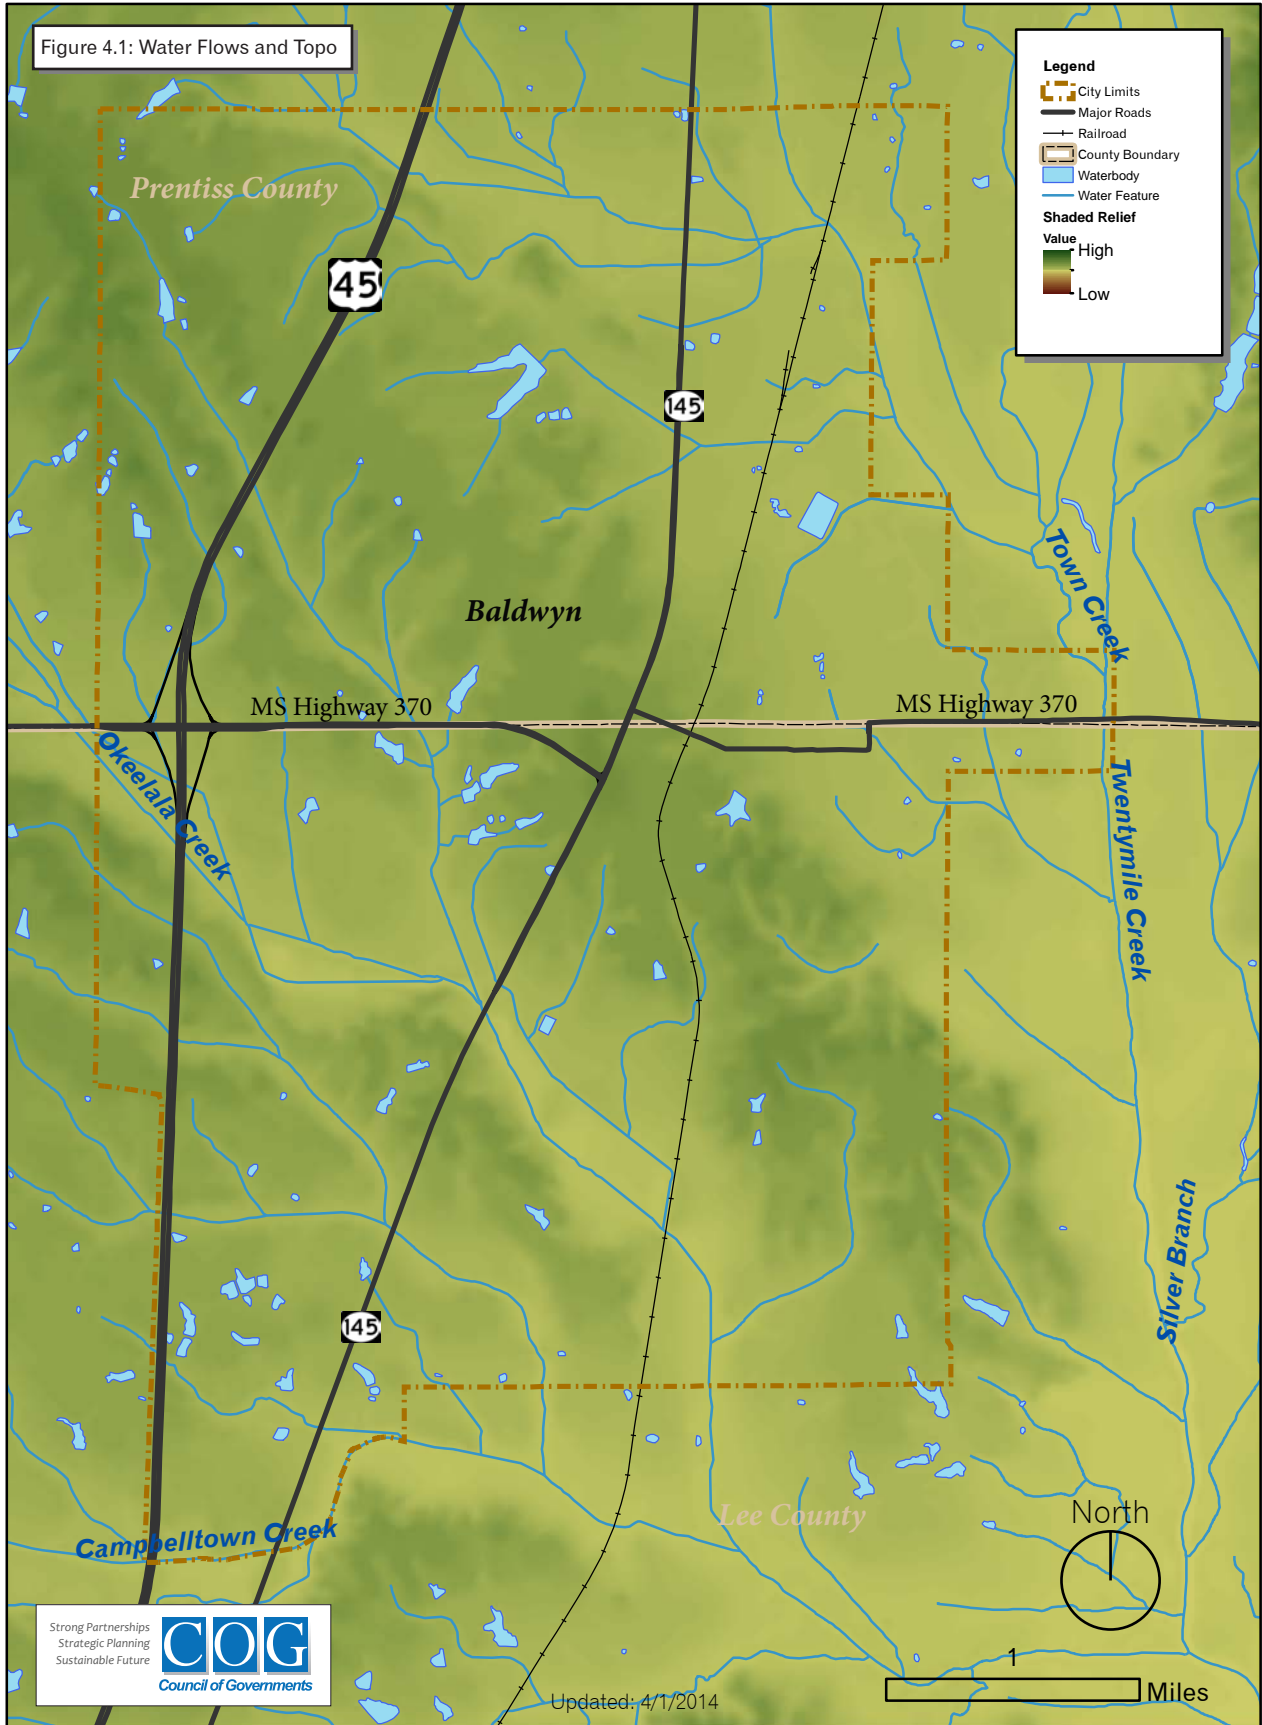 Figure 4.1: Water Flows and Topo
Legend
City Limits
Major Roads
Railroad
County Boundary
Waterbody
Water Feature
Shaded Relief
Value
High
Low
Prentiss County
45
145
Town Creek
Baldwyn
MS Highway 370
MS Highway 370
Okeelala Creek
Twentymile Creek
Silver Branch
145
Lee County
North
Campbelltown Creek
Strong Partnerships
Strategic Planning
Sustainable Future
COG
Council of Governments
Updated: 4/1/2014
1
Miles